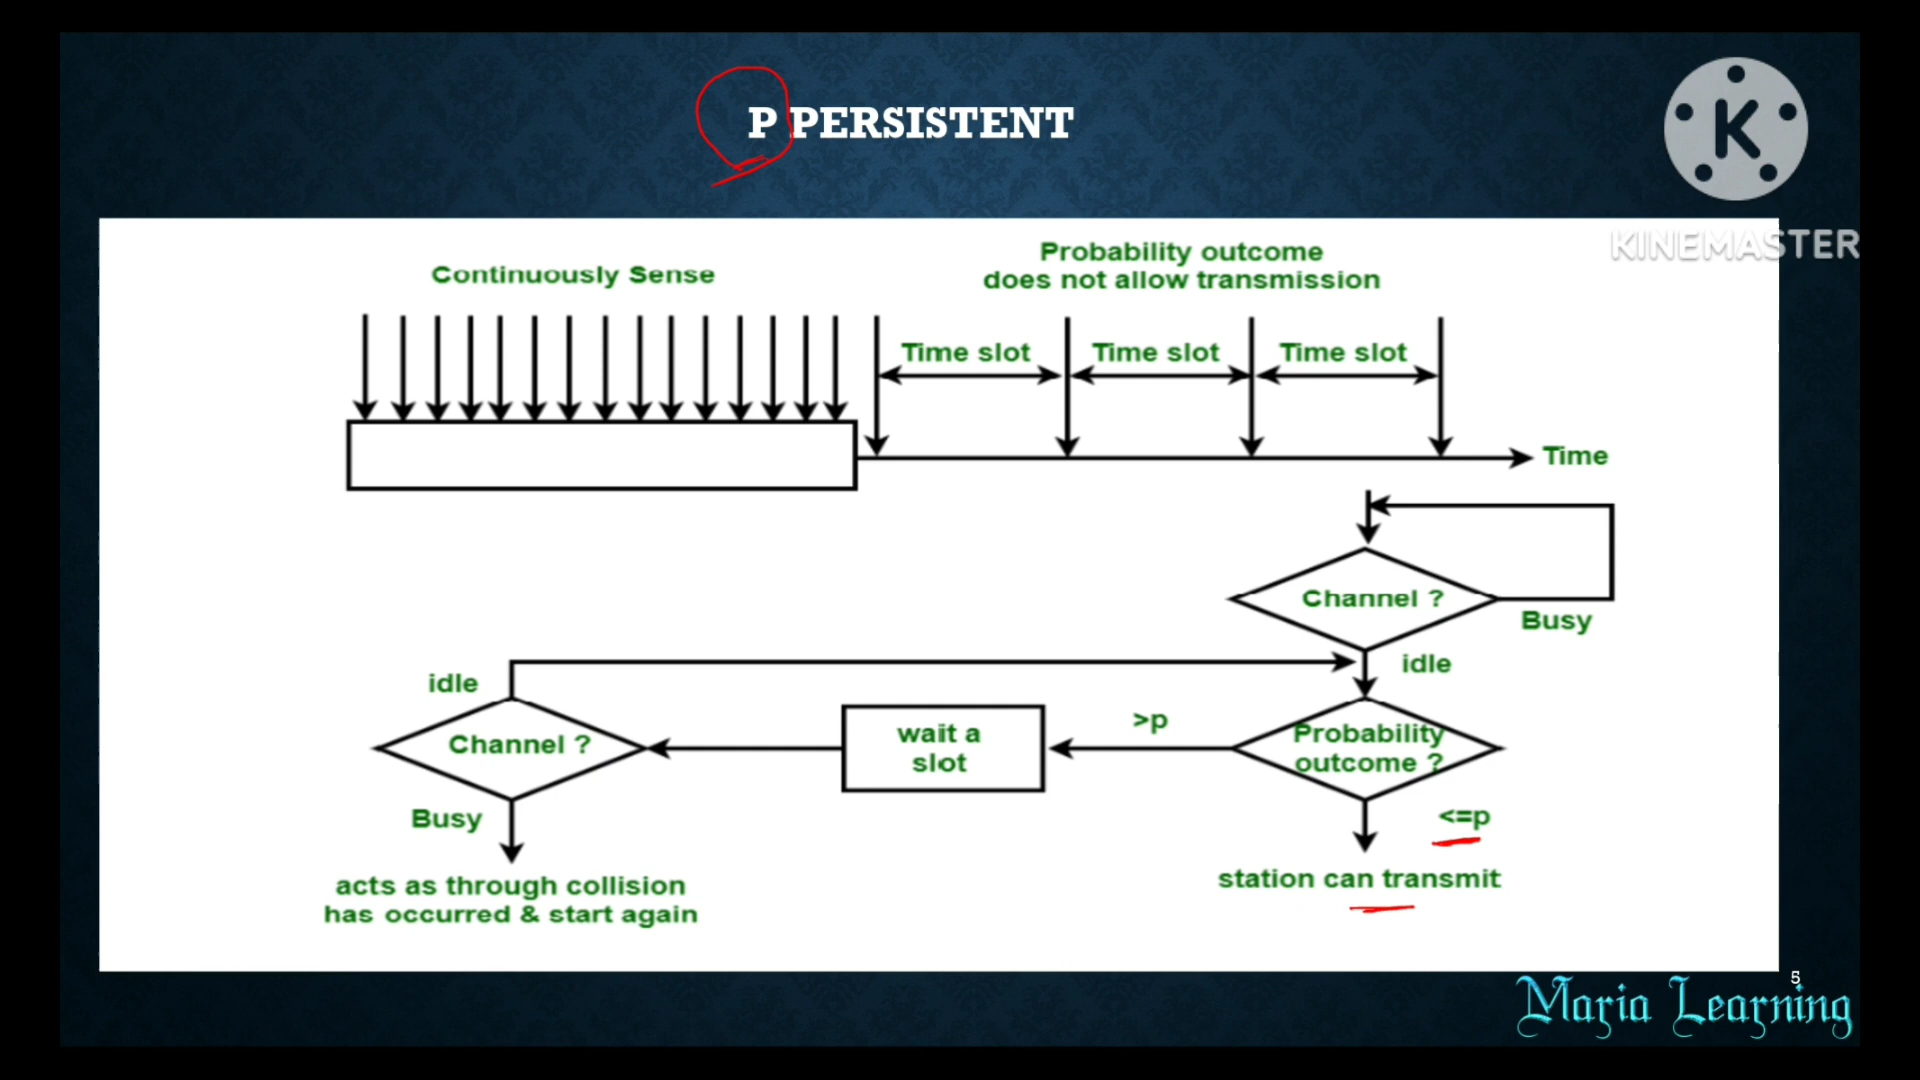 P PERSISTENT
K
KINEMASTER
Continuously Sense
Probability outcome
does not allow transmission
Time slot
Time slot
Time slot
Time
Channel ?
Busy
idle
idle
Channel ?
wait a
slot
>p
Probability
outcome ?
Busy
<=p
station can transmit
acts as through collision
has occurred & start again
5
Maria Learning